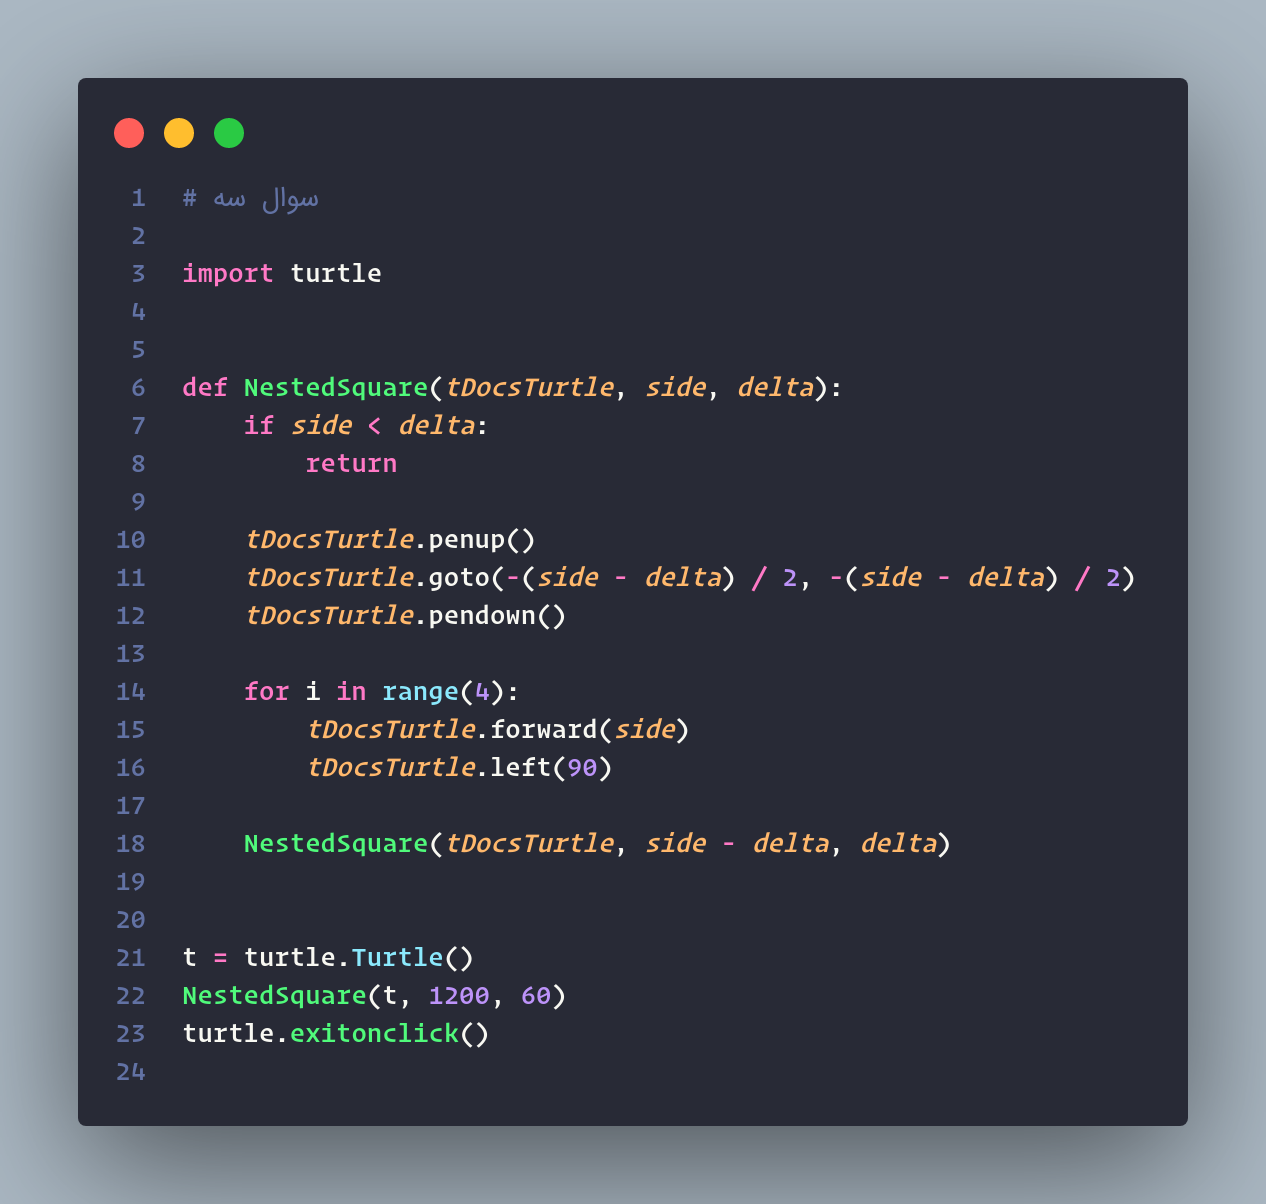 1 # سوال سه
2
3 import turtle
4
5
6 def NestedSquare(tDocsTurtle, side, delta):
7     if side < delta:
8         return
9
10     tDocsTurtle.penup()
11     tDocsTurtle.goto(-(side - delta) / 2, -(side - delta) / 2)
12     tDocsTurtle.pendown()
13
14     for i in range(4):
15         tDocsTurtle.forward(side)
16         tDocsTurtle.left(90)
17
18     NestedSquare(tDocsTurtle, side - delta, delta)
19
20
21 t = turtle.Turtle()
22 NestedSquare(t, 1200, 60)
23 turtle.exitonclick()
24